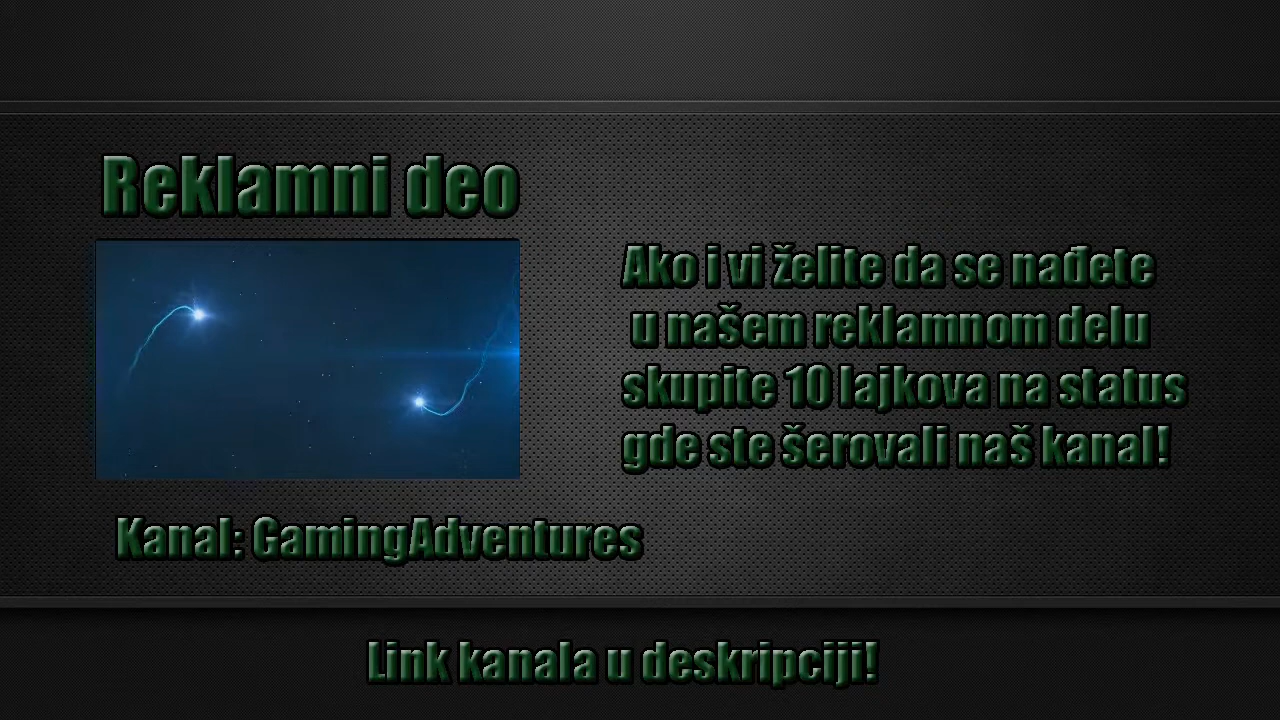 Reklamni deo
Ako i vi želite da se nađete
u našem reklamnom delu
skupite 10 lajkova na status
gde ste šerovali naš kanal!
Kanal: GamingAdventures
Link kanala u deskripciji!